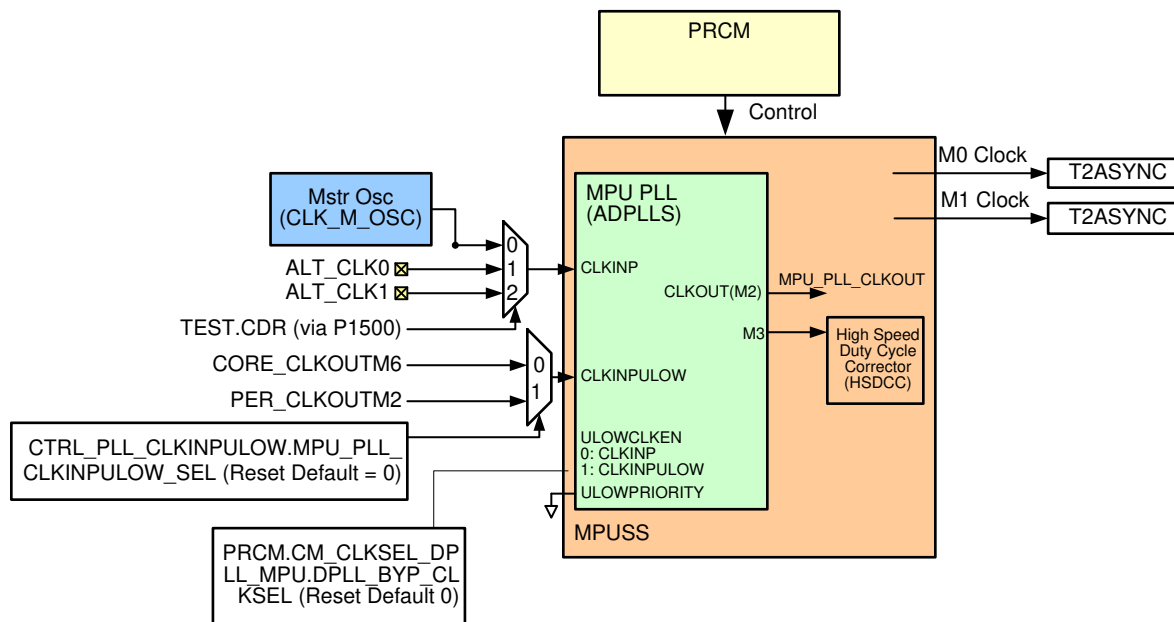 PRCM
Control
M0 Clock
T2ASYNC
M1 Clock
T2ASYNC
Mstr Osc
(CLK_M_OSC)
MPU PLL
(ADPLLS)
0
1
2
ALT_CLK0
ALT_CLK1
CLKINP
CLKOUT(M2)
MPU_PLL_CLKOUT
TEST.CDR (via P1500)
M3
High Speed
Duty Cycle
Corrector
(HSDCC)
CORE_CLKOUTM6
0
1
CLKINPULOW
PER_CLKOUTM2
CTRL_PLL_CLKINPULOW.MPU_PLL_
CLKINPULOW_SEL (Reset Default = 0)
ULOWCLKEN
0: CLKINP
1: CLKINPULOW
ULOWPRIORITY
MPUSS
PRCM.CM_CLKSEL_DP
LL_MPU.DPLL_BYP_CL
KSEL (Reset Default 0)